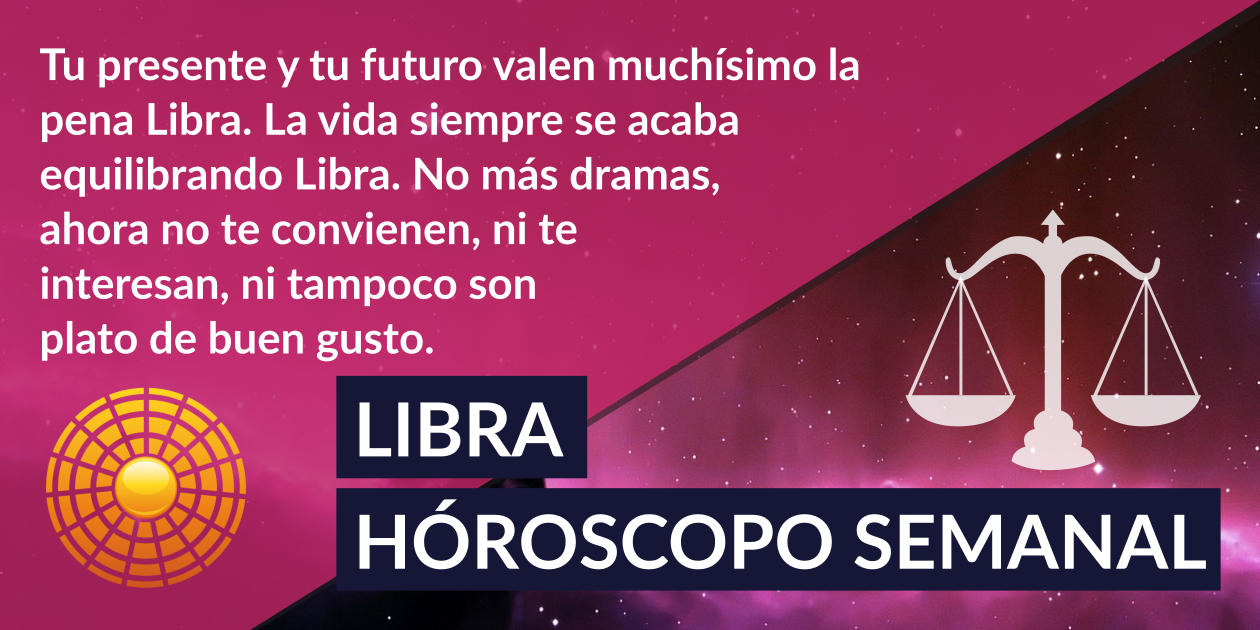 Tu presente y tu futuro valen muchísimo la
pena Libra. La vida siempre se acaba
equilibrando Libra. No más dramas,
ahora no te convienen, ni te
interesan, ni tampoco son
plato de buen gusto.
LIBRA
HÓROSCOPO SEMANAL